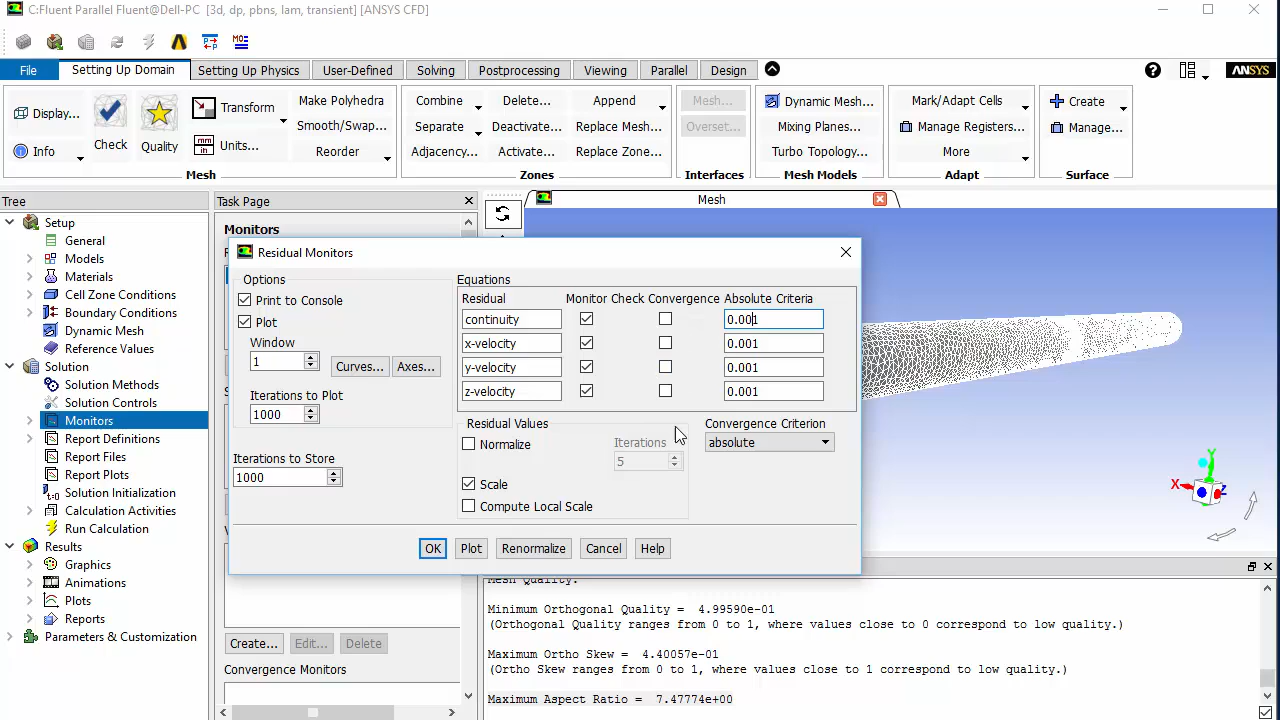 C:Fluent Parallel Fluent@Dell-PC [3d, dp, pbns, lam, transient] [ANSYS CFD]
File
Setting Up Domain
Setting Up Physics
User-Defined
Solving
Postprocessing
Viewing
Parallel
Design
ANSYS
Display...
Info
Check
Quality
Transform
Units...
Make Polyhedra
Smooth/Swap...
Reorder
Mesh
Combine
Separate
Adjacency...
Delete...
Deactivate...
Activate...
Append
Replace Mesh...
Replace Zone...
Zones
Mesh...
Overset...
Interfaces
Dynamic Mesh...
Mixing Planes...
Turbo Topology...
Mesh Models
Mark/Adapt Cells
Manage Registers...
More
Adapt
Create
Manage...
Surface
Tree
Setup
General
Models
Materials
Cell Zone Conditions
Boundary Conditions
Dynamic Mesh
Reference Values
Solution
Solution Methods
Solution Controls
Monitors
Report Definitions
Report Files
Report Plots
Solution Initialization
Calculation Activities
Run Calculation
Results
Graphics
Animations
Plots
Reports
Parameters & Customization
Task Page
Monitors
Create...
Edit...
Delete
Convergence Monitors
Mesh
Residual Monitors
Options
Print to Console
Plot
Window
1
Curves...
Axes...
Iterations to Plot
1000
Iterations to Store
1000
Equations
Residual Monitor Check Convergence Absolute Criteria
continuity 0.001
x-velocity 0.001
y-velocity 0.001
z-velocity 0.001
Residual Values
Normalize
Iterations
5
Scale
Compute Local Scale
Convergence Criterion
absolute
OK
Plot
Renormalize
Cancel
Help
Y
X
Z
Mesh Quality:
Minimum Orthogonal Quality = 4.99590e-01
(Orthogonal Quality ranges from 0 to 1, where values close to 0 correspond to low quality.)
Maximum Ortho Skew = 4.40057e-01
(Ortho Skew ranges from 0 to 1, where values close to 1 correspond to low quality.)
Maximum Aspect Ratio = 7.47774e+00